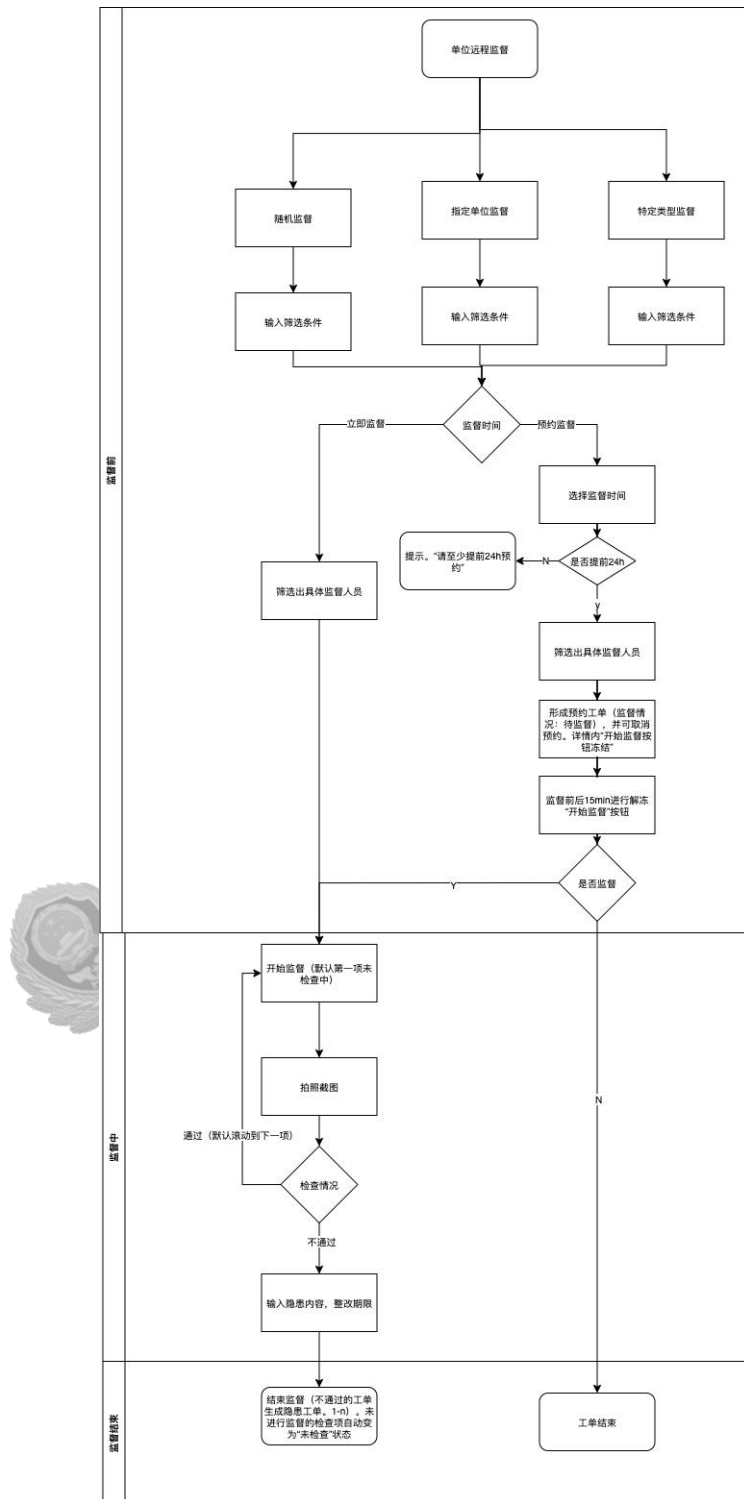 单位远程监督
随机监督
指定单位监督
特定类型监督
输入筛选条件
输入筛选条件
输入筛选条件
监督时间
立即监督
预约监督
监督前
选择监督时间
提示。“请至少提前24h预
约”
N
是否提前24h
y
筛选出具体监督人员
筛选出具体监督人员
形成预约工单（监督情
况：待监督），并可取消
预约。详情内“开始监督按
钮冻结”
监督前后15min进行解冻
“开始监督”按钮
是否监督
Y
开始监督（默认第一项未
检查中）
拍照截图
N
监督中
通过（默认滚动到下一项）
检查情况
不通过
输入隐患内容，整改期限
监督结束
结束监督（不通过的工单
生成隐患工单。1-n）。未
进行监督的检查项自动变
为“未检查”状态
工单结束